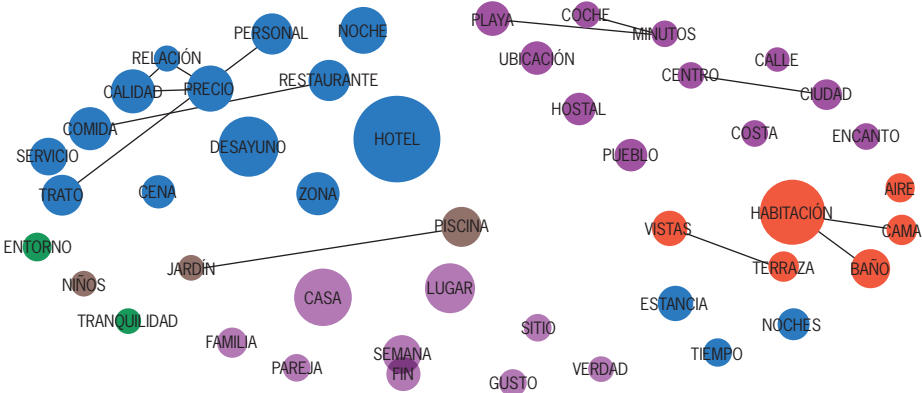 PLAYA
COCHE
MINUTOS
PERSONAL
NOCHE
RELACIÓN
UBICACIÓN
CALLE
CENTRO
CIUDAD
CALIDAD
PRECIO
RESTAURANTE
HOSTAL
COMIDA
COSTA
ENCANTO
HOTEL
DESAYUNO
SERVICIO
PUEBLO
TRATO
CENA
ZONA
AIRE
HABITACIÓN
CAMA
PISCINA
VISTAS
ENTORNO
JARDÍN
TERRAZA
BAÑO
NIÑOS
CASA
LUGAR
ESTANCIA
TRANQUILIDAD
SITIO
NOCHES
FAMILIA
SEMANA
TIEMPO
PAREJA
FIN
VERDAD
GUSTO